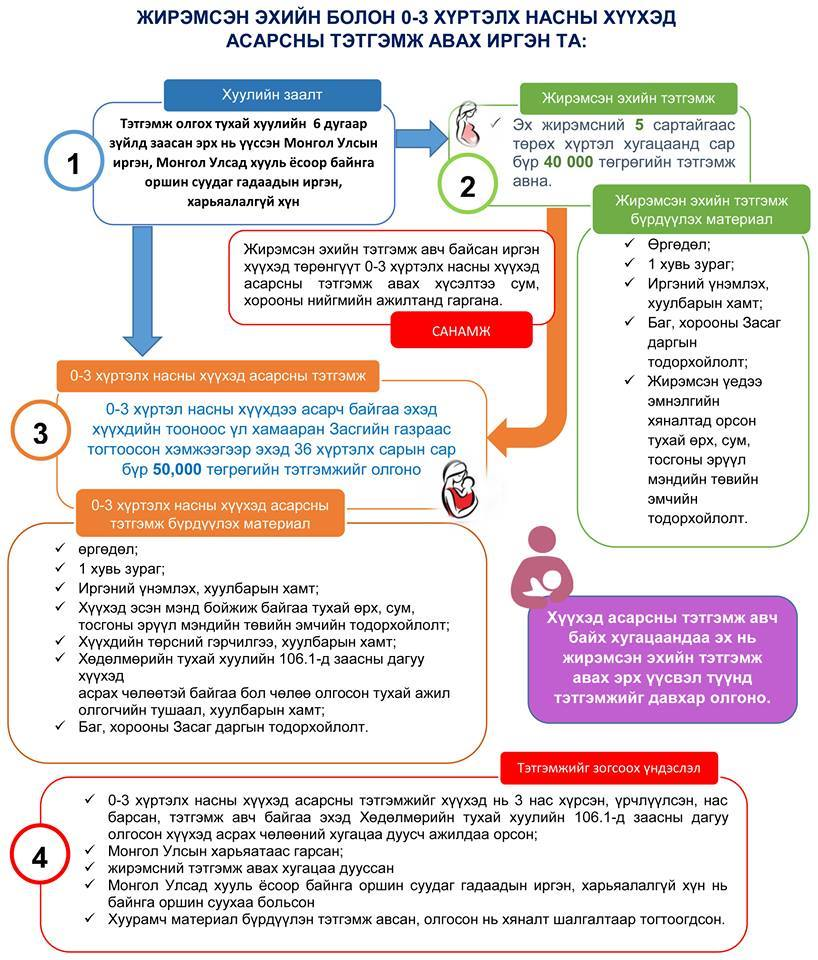 ЖИРЭМСЭН ЭХИЙН БОЛОН 0-3 ХҮРТЭЛХ НАСНЫ ХҮҮХЭД
АСАРСНЫ ТЭТГЭМЖ АВАХ ИРГЭН ТА:
Хуулийн заалт
1
Тэтгэмж олгох тухай хуулийн 6 дугаар
зүйлд заасан эрх нь үүссэн Монгол Улсын
иргэн, Монгол Улсад хууль ёсоор байнга
оршин суудаг гадаадын иргэн,
харьяалалгүй хүн
Жирэмсэн эхийн тэтгэмж
2
✓ Эх жирэмсний 5 сартайгаас
төрөх хүртэл хугацаанд сар
бүр 40 000 төгрөгийн тэтгэмж
авна.
Жирэмсэн эхийн тэтгэмж
бүрдүүлэх материал
✓ Өргөдөл;
✓ 1 хувь зураг;
✓ Иргэний үнэмлэх,
хуулбарын хамт;
✓ Баг, хорооны Засаг
даргын
тодорхойлолт;
✓ Жирэмсэн үедээ
эмнэлгийн
хяналтад орсон
тухай өрх, сум,
тосгоны эрүүл
мэндийн төвийн
эмчийн
тодорхойлолт.
Жирэмсэн эхийн тэтгэмж авч байсан иргэн
хүүхэд төрөнгүүт 0-3 хүртэлх насны хүүхэд
асарсны тэтгэмж авах хүсэлтээ сум,
хорооны нийгмийн ажилтанд гаргана.
САНАМЖ
0-3 хүртэлх насны хүүхэд асарсны тэтгэмж
3
0-3 хүртэл насны хүүхдээ асарч байгаа эхэд
хүүхдийн тооноос үл хамааран Засгийн газраас
тогтоосон хэмжээгээр эхэд 36 хүртэлх сарын сар
бүр 50,000 төгрөгийн тэтгэмжийг олгоно
0-3 хүртэлх насны хүүхэд асарсны
тэтгэмж бүрдүүлэх материал
✓ өргөдөл;
✓ 1 хувь зураг;
✓ Иргэний үнэмлэх, хуулбарын хамт;
✓ Хүүхэд эсэн мэнд бойжиж байгаа тухай өрх, сум,
тосгоны эрүүл мэндийн төвийн эмчийн тодорхойлолт;
✓ Хүүхдийн төрсний гэрчилгээ, хуулбарын хамт;
✓ Хөдөлмөрийн тухай хуулийн 106.1-д заасны дагуу
хүүхэд
асрах чөлөөтэй байгаа бол чөлөө олгосон тухай ажил
олгогчийн тушаал, хуулбарын хамт;
✓ Баг, хорооны Засаг даргын тодорхойлолт.
Хүүхэд асарсны тэтгэмж авч
байх хугацаандаа эх нь
жирэмсэн эхийн тэтгэмж
авах эрх үүсвэл түүнд
тэтгэмжийг давхар олгоно.
Тэтгэмжийг зогсоох үндэслэл
4
✓ 0-3 хүртэлх насны хүүхэд асарсны тэтгэмжийг хүүхэд нь 3 нас хүрсэн, үрчлүүлсэн, нас
барсан, тэтгэмж авч байгаа эхэд Хөдөлмөрийн тухай хуулийн 106.1-д заасны дагуу
олгосон хүүхэд асрах чөлөөний хугацаа дуусч ажилдаа орсон;
✓ Монгол Улсын харьяатаас гарсан;
✓ жирэмсний тэтгэмж авах хугацаа дууссан
✓ Монгол Улсад хууль ёсоор байнга оршин суудаг гадаадын иргэн, харьяалалгүй хүн нь
байнга оршин суухаа больсон
✓ Хуурамч материал бүрдүүлэн тэтгэмж авсан, олгосон нь хяналт шалгалтаар тогтоогдсон.